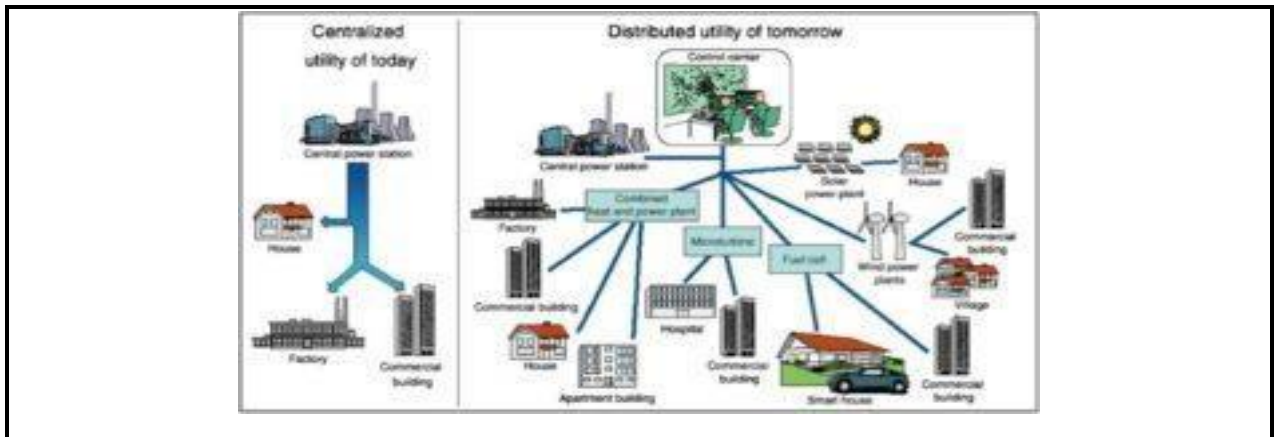 Centralized
utility of today
Central power station
House
Factory
Commercial
building
Distributed utility of tomorrow
Control center
Central power station
Solar
power plant
House
Combined
heat and power plant
Factory
Commercial
building
Microturbine
Fuel cell
Wind power
plants
Village
Commercial building
Hospital
House
Apartment building
Commercial
building
Smart house
Commercial
building